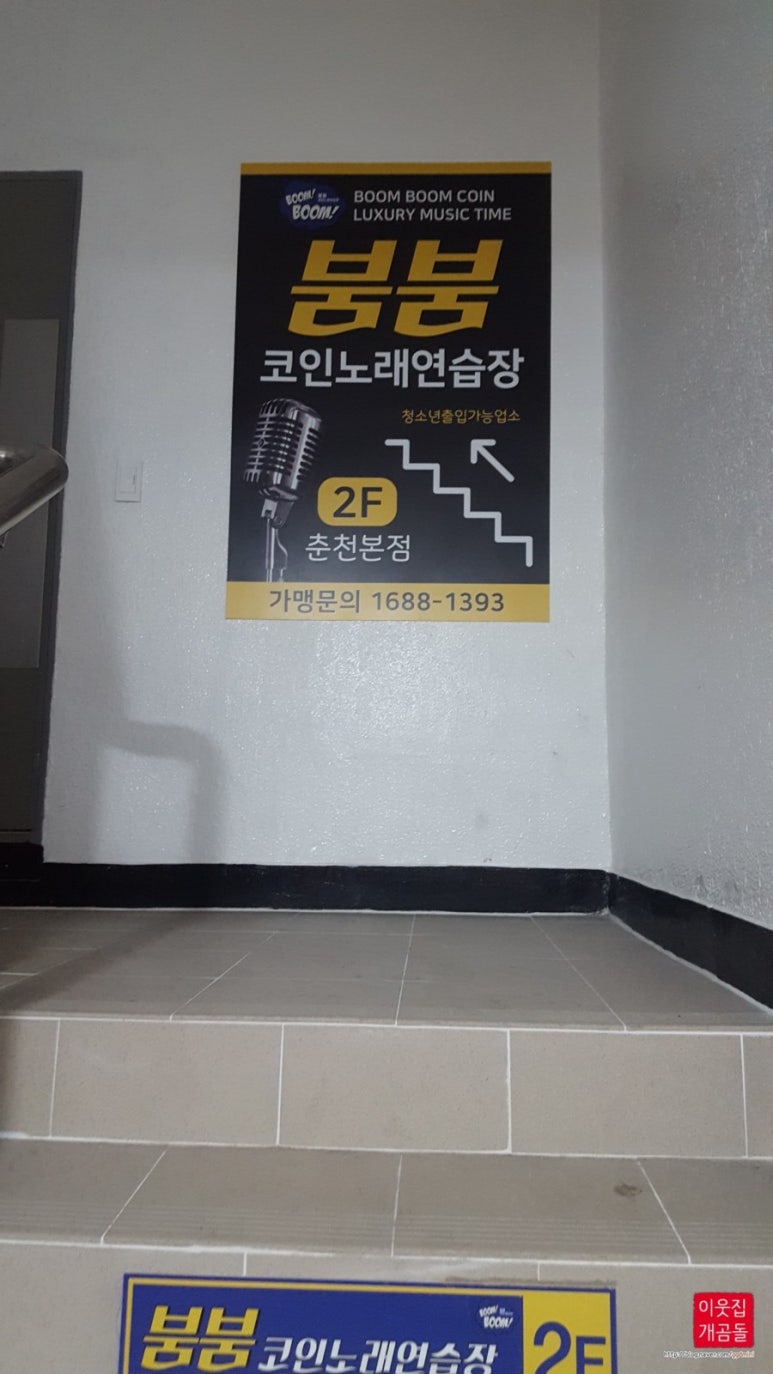 BOOM!
BOOM!
BOOM BOOM COIN
LUXURY MUSIC TIME
붐붐
코인노래연습장
청소년출입가능업소
2F
춘천본점
가맹문의 1688-1393
붐붐 코인노래연습장
BOOM!
BOOM!
2F
이웃집
개곰돌